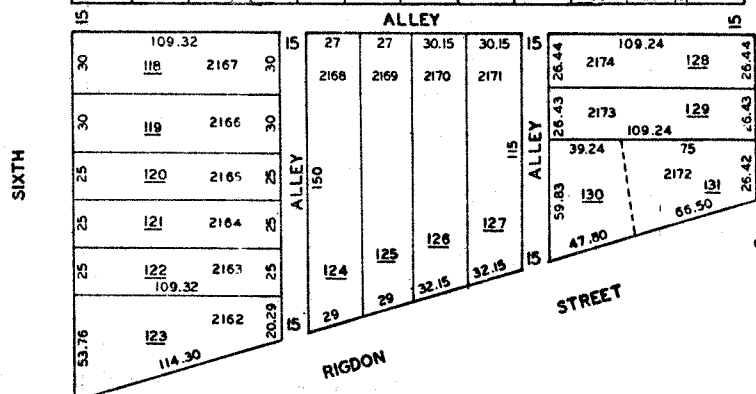 ALLEY
15 15
109.32 15 27 27 30.15 30.15 15 109.24
30 118 2167 30 2168 2169 2170 2171 26.44 2174 128 26.44
30 119 2166 30 26.43 2173 129 26.43
109.24
SIXTH 25 120 2165 25 ALLEY 150 115 ALLEY 39.24 75
2172 26.42
25 121 2164 25 59.83 130 131
66.50
25 122 2163 25 124 125 126 127 15 47.80
109.32
53.76 123 2162 20.29 15 29 29 32.15 32.15
114.30
RIGDON STREET